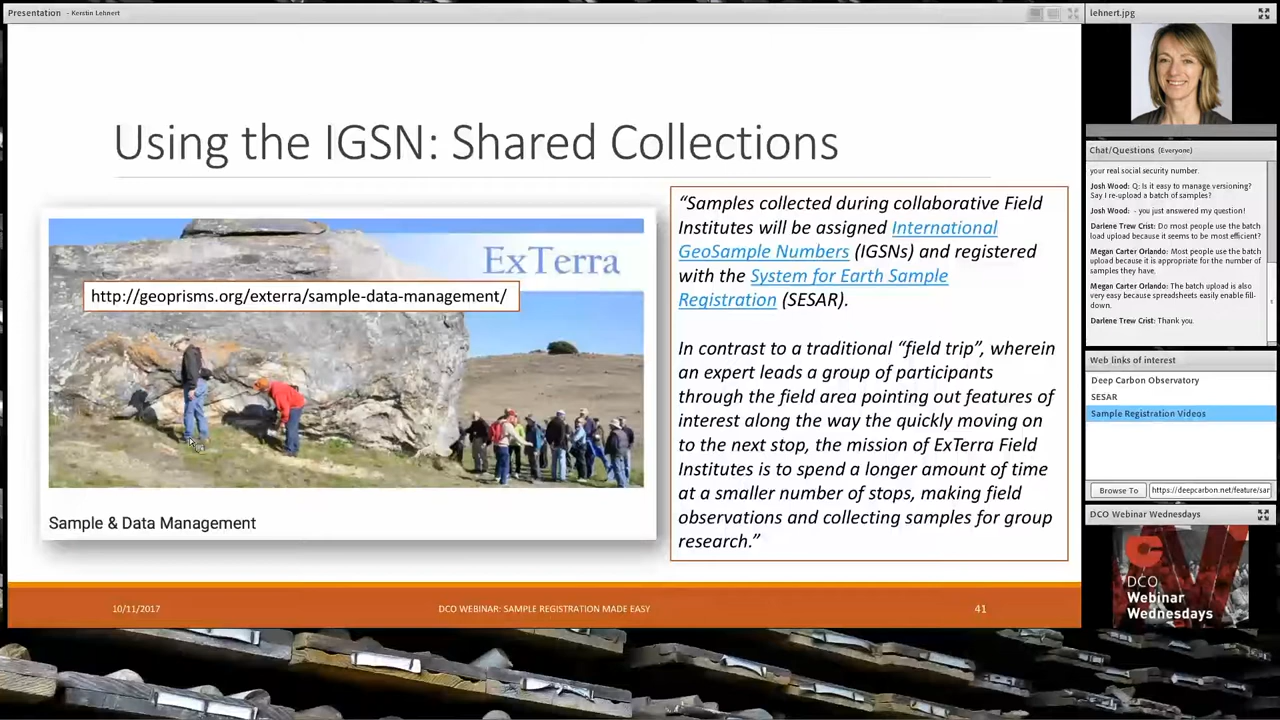 Presentation - Kerstin Lehnert
Using the IGSN: Shared Collections
ExTerra
http://geoprisms.org/exterra/sample-data-management/
Sample & Data Management
“Samples collected during collaborative Field
Institutes will be assigned International
GeoSample Numbers (IGSNs) and registered
with the System for Earth Sample
Registration (SESAR).
In contrast to a traditional “field trip”, wherein
an expert leads a group of participants
through the field area pointing out features of
interest along the way the quickly moving on
to the next stop, the mission of ExTerra Field
Institutes is to spend a longer amount of time
at a smaller number of stops, making field
observations and collecting samples for group
research.”
10/11/2017
DCO WEBINAR: SAMPLE REGISTRATION MADE EASY
41
lehnert.jpg
Chat/Questions (Everyone)
your real social security number.
Josh Wood: Q: Is it easy to manage versioning?
Say I re-upload a batch of samples?
Josh Wood: - you just answered my question!
Darlene Trew Crist: Do most people use the batch
load upload because it seems to be most efficient?
Megan Carter Orlando: Most people use the batch
upload because it is appropriate for the number of
samples they have.
Megan Carter Orlando: The batch upload is also
very easy because spreadsheets easily enable fill-
down.
Darlene Trew Crist: Thank you.
Web links of interest
Deep Carbon Observatory
SESAR
Sample Registration Videos
Browse To
https://deepcarbon.net/feature/sar
DCO Webinar Wednesdays
DCO
Webinar
Wednesdays